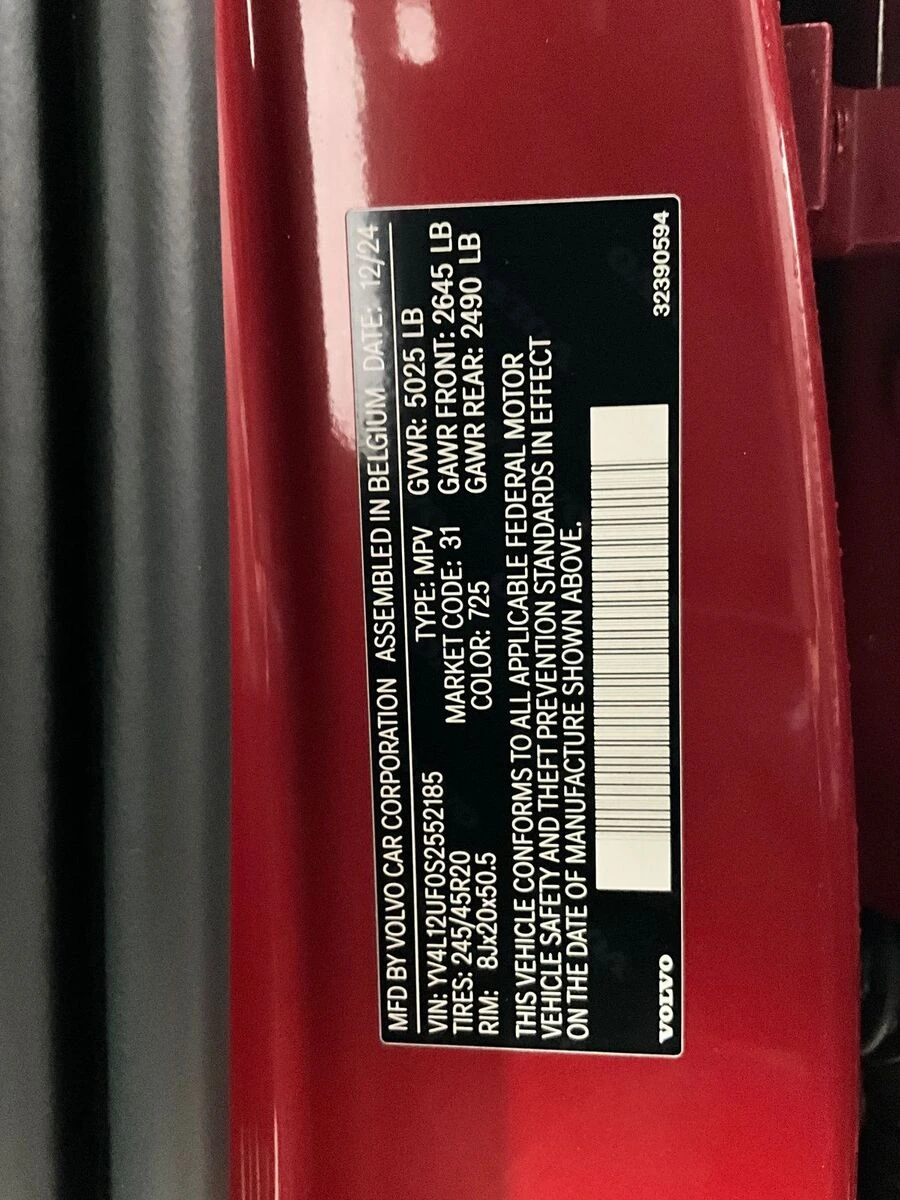 MFD BY VOLVO CAR CORPORATION ASSEMBLED IN BELGIUM DATE: 12/24
VIN: YV4L12UF0S2552185 TYPE: MPV GVWR: 5025 LB
TIRES: 245/45R20 MARKET CODE: 31 GAWR FRONT: 2645 LB
RIM: 8Jx20x50.5 COLOR: 725 GAWR REAR: 2490 LB
THIS VEHICLE CONFORMS TO ALL APPLICABLE FEDERAL MOTOR
VEHICLE SAFETY AND THEFT PREVENTION STANDARDS IN EFFECT
ON THE DATE OF MANUFACTURE SHOWN ABOVE.
VOLVO 32390594